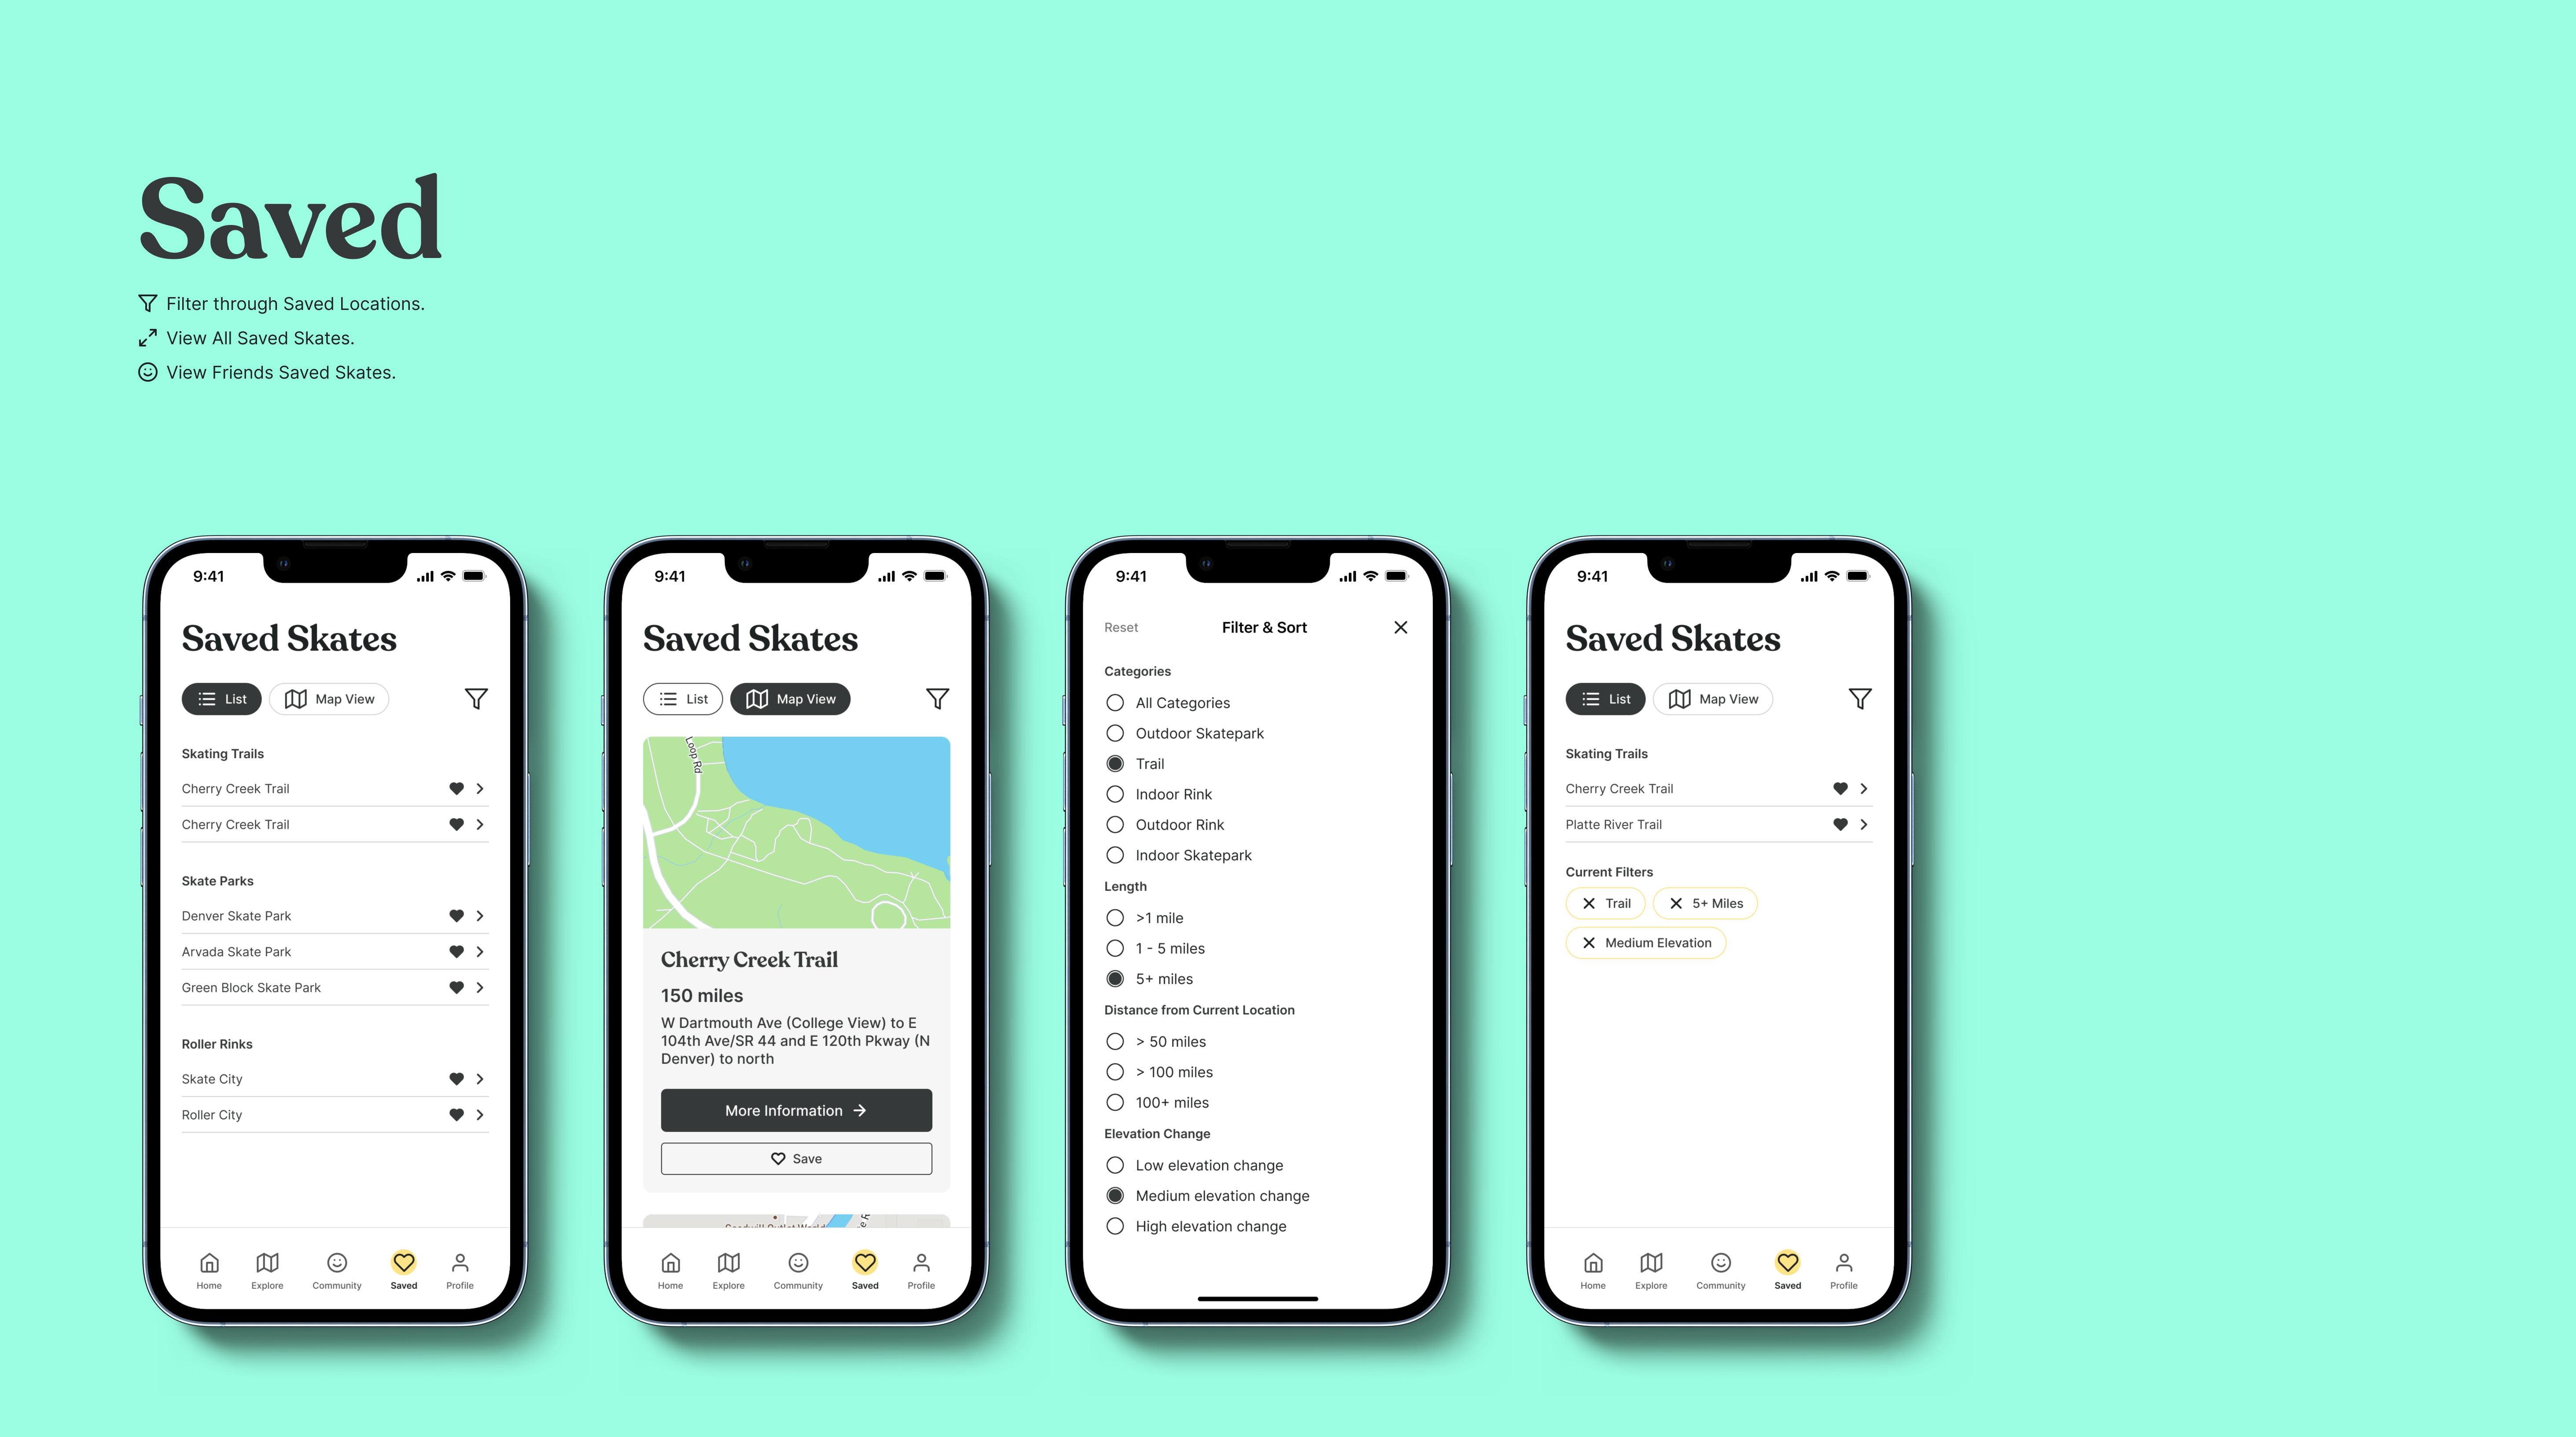 Saved
Filter through Saved Locations.
View All Saved Skates.
View Friends Saved Skates.
9:41
Saved Skates
List
Map View
Skating Trails
Cherry Creek Trail
Cherry Creek Trail
Skate Parks
Denver Skate Park
Arvada Skate Park
Green Block Skate Park
Roller Rinks
Skate City
Roller City
Home
Explore
Community
Saved
Profile
9:41
Saved Skates
List
Map View
Loop Rd
Cherry Creek Trail
150 miles
W Dartmouth Ave (College View) to E
104th Ave/SR 44 and E 120th Pkway (N
Denver) to north
More Information
Save
Home
Explore
Community
Saved
Profile
9:41
Reset
Filter & Sort
Categories
All Categories
Outdoor Skatepark
Trail
Indoor Rink
Outdoor Rink
Indoor Skatepark
Length
>1 mile
1 - 5 miles
5+ miles
Distance from Current Location
> 50 miles
> 100 miles
100+ miles
Elevation Change
Low elevation change
Medium elevation change
High elevation change
9:41
Saved Skates
List
Map View
Skating Trails
Cherry Creek Trail
Platte River Trail
Current Filters
Trail
5+ Miles
Medium Elevation
Home
Explore
Community
Saved
Profile